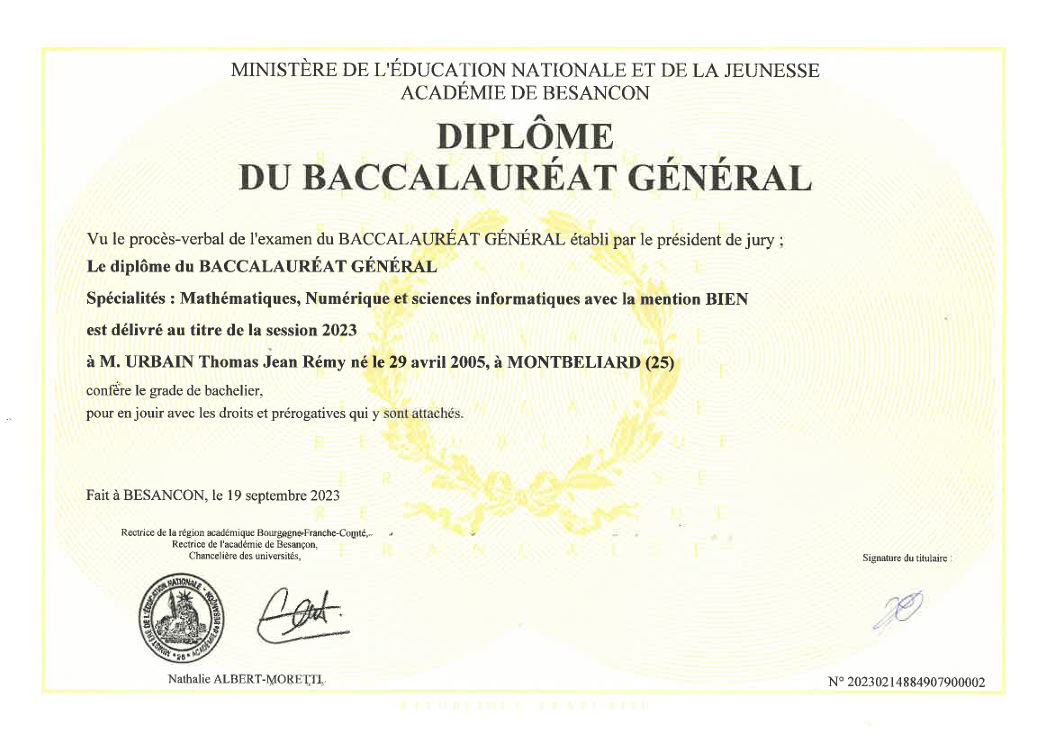 MINISTÈRE DE L'ÉDUCATION NATIONALE ET DE LA JEUNESSE
ACADÉMIE DE BESANCON
DIPLÔME
DU BACCALAURÉAT GÉNÉRAL
Vu le procès-verbal de l'examen du BACCALAURÉAT GÉNÉRAL établi par le président de jury ;
Le diplôme du BACCALAURÉAT GÉNÉRAL
Spécialités : Mathématiques, Numérique et sciences informatiques avec la mention BIEN
est délivré au titre de la session 2023
à M. URBAIN Thomas Jean Rémy né le 29 avril 2005, à MONTBELIARD (25)
confère le grade de bachelier,
pour en jouir avec les droits et prérogatives qui y sont attachés.
Fait à BESANCON, le 19 septembre 2023
Rectrice de la région académique Bourgogne-Franche-Comté,
Rectrice de l'académie de Besançon,
Chancelière des universités,
Signature du titulaire :
Nathalie ALBERT-MORETTI
N° 20230214884907900002
RÉPUBLIQUE FRANÇAISE